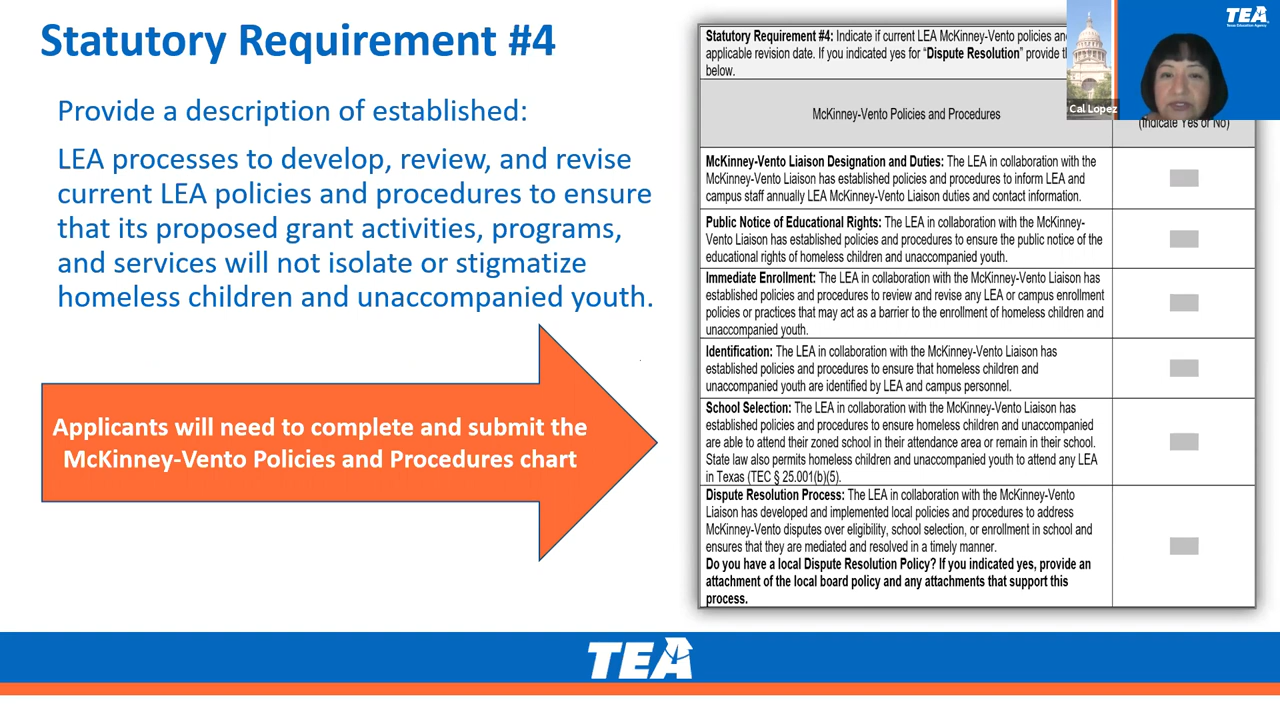 Statutory Requirement #4
Provide a description of established:
LEA processes to develop, review, and revise
current LEA policies and procedures to ensure
that its proposed grant activities, programs,
and services will not isolate or stigmatize
homeless children and unaccompanied youth.
Applicants will need to complete and submit the
McKinney-Vento Policies and Procedures chart
Statutory Requirement #4: Indicate if current LEA McKinney-Vento policies an
applicable revision date. If you indicated yes for “Dispute Resolution” provide t
below.
McKinney-Vento Policies and Procedures
(Indicate Yes or No)
McKinney-Vento Liaison Designation and Duties: The LEA in collaboration with the
McKinney-Vento Liaison has established policies and procedures to inform LEA and
campus staff annually LEA McKinney-Vento Liaison duties and contact information.
Public Notice of Educational Rights: The LEA in collaboration with the McKinney-
Vento Liaison has established policies and procedures to ensure the public notice of the
educational rights of homeless children and unaccompanied youth.
Immediate Enrollment: The LEA in collaboration with the McKinney-Vento Liaison has
established policies and procedures to review and revise any LEA or campus enrollment
policies or practices that may act as a barrier to the enrollment of homeless children and
unaccompanied youth.
Identification: The LEA in collaboration with the McKinney-Vento Liaison has
established policies and procedures to ensure that homeless children and
unaccompanied youth are identified by LEA and campus personnel.
School Selection: The LEA in collaboration with the McKinney-Vento Liaison has
established policies and procedures to ensure homeless children and unaccompanied
are able to attend their zoned school in their attendance area or remain in their school.
State law also permits homeless children and unaccompanied youth to attend any LEA
in Texas (TEC § 25.001(b)(5).
Dispute Resolution Process: The LEA in collaboration with the McKinney-Vento
Liaison has developed and implemented local policies and procedures to address
McKinney-Vento disputes over eligibility, school selection, or enrollment in school and
ensures that they are mediated and resolved in a timely manner.
Do you have a local Dispute Resolution Policy? If you indicated yes, provide an
attachment of the local board policy and any attachments that support this
process.
TEA
Texas Education Agency
Cal Lopez
TEA